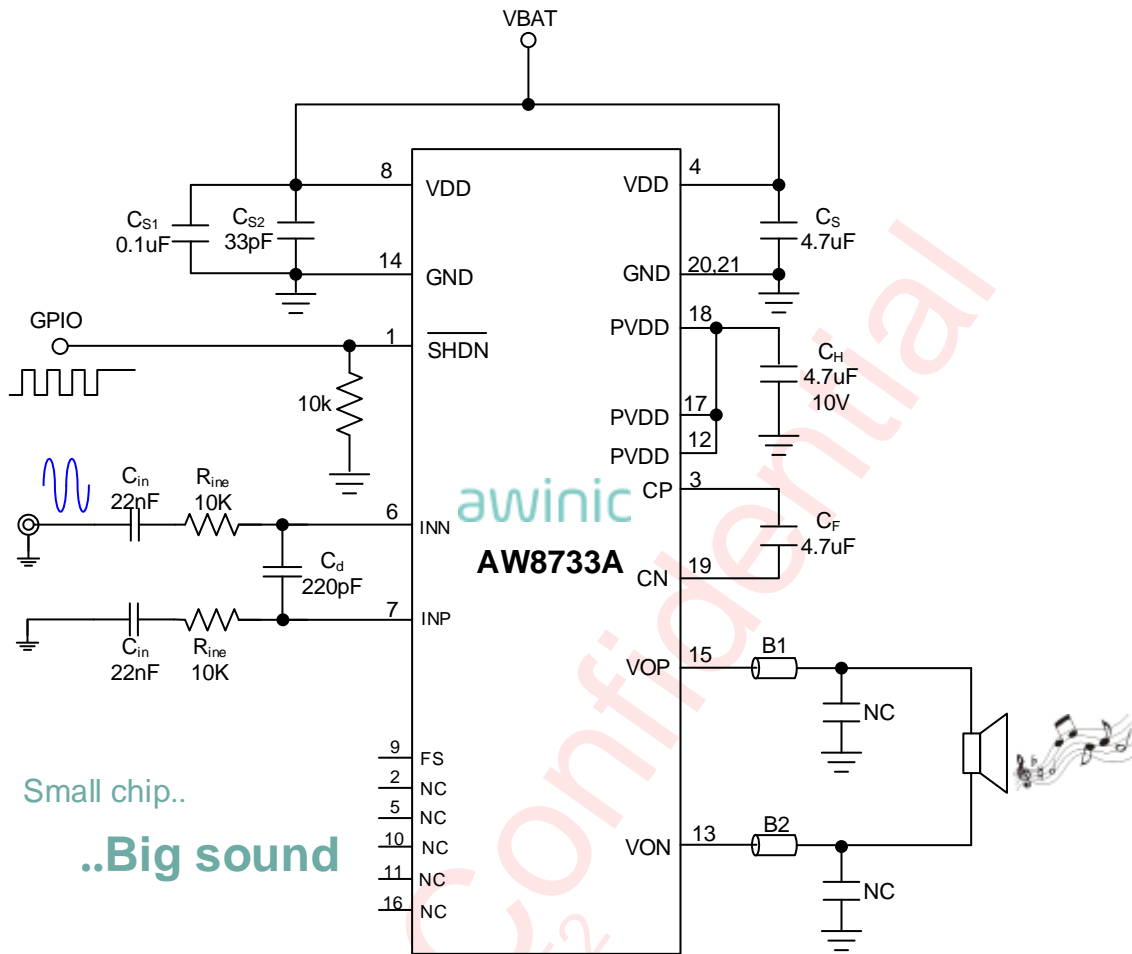 VBAT
8
VDD
4
VDD
CS1
0.1uF
CS2
33pF
CS
4.7uF
14
GND
20,21
GND
GPIO
1
SHDN
18
PVDD
10k
CH
4.7uF
10V
17
PVDD
12
PVDD
Cin
22nF
Rine
10K
awinic
3
CP
6
INN
AW8733A
CF
4.7uF
Cd
220pF
19
CN
7
INP
Cin
22nF
Rine
10K
15
VOP
B1
NC
9
FS
2
NC
5
NC
10
NC
11
NC
16
NC
Small chip..
..Big sound
13
VON
B2
NC
Confidential